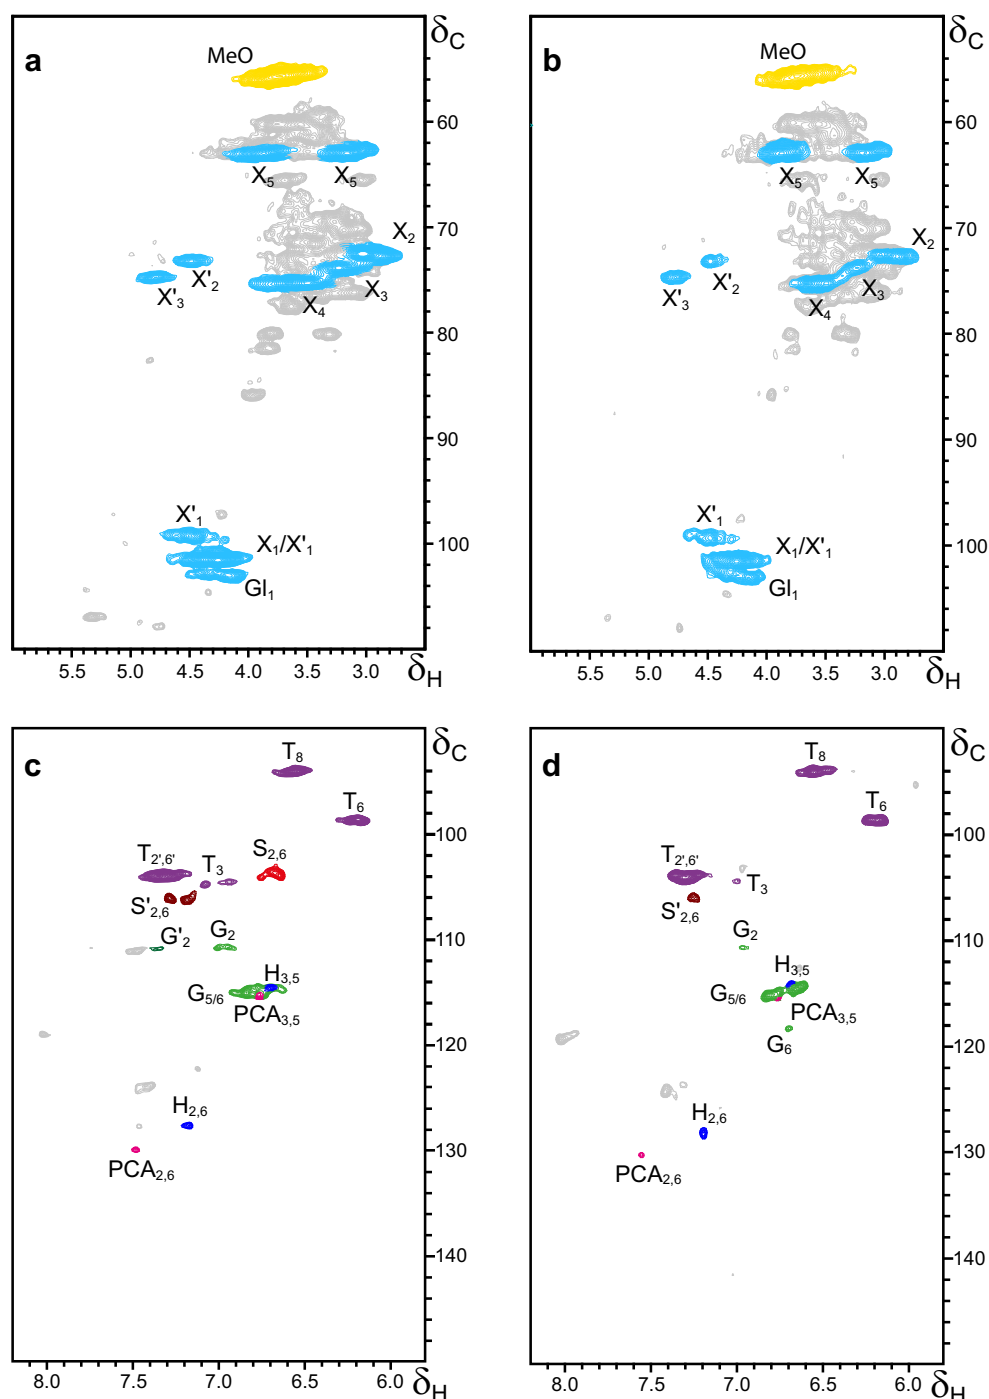 a
MeO
δC
60
X5
X5
70
X2
X'3
X'2
X3
X4
80
90
X'1
X1/X'1
100
Gl1
5.5
5.0
4.5
4.0
3.5
3.0
δH
b
MeO
δC
60
X5
X5
70
X2
X'3
X'2
X3
X4
80
90
X'1
X1/X'1
100
Gl1
5.5
5.0
4.5
4.0
3.5
3.0
δH
c
T8
δC
T6
100
T2',6'
T3
S2,6
S'2,6
G'2
G2
110
H3,5
G5/6
PCA3,5
120
H2,6
130
PCA2,6
140
8.0
7.5
7.0
6.5
6.0
δH
d
T8
δC
T6
100
T2',6'
T3
S'2,6
G2
110
H3,5
G5/6
PCA3,5
G6
120
H2,6
130
PCA2,6
140
8.0
7.5
7.0
6.5
6.0
δH